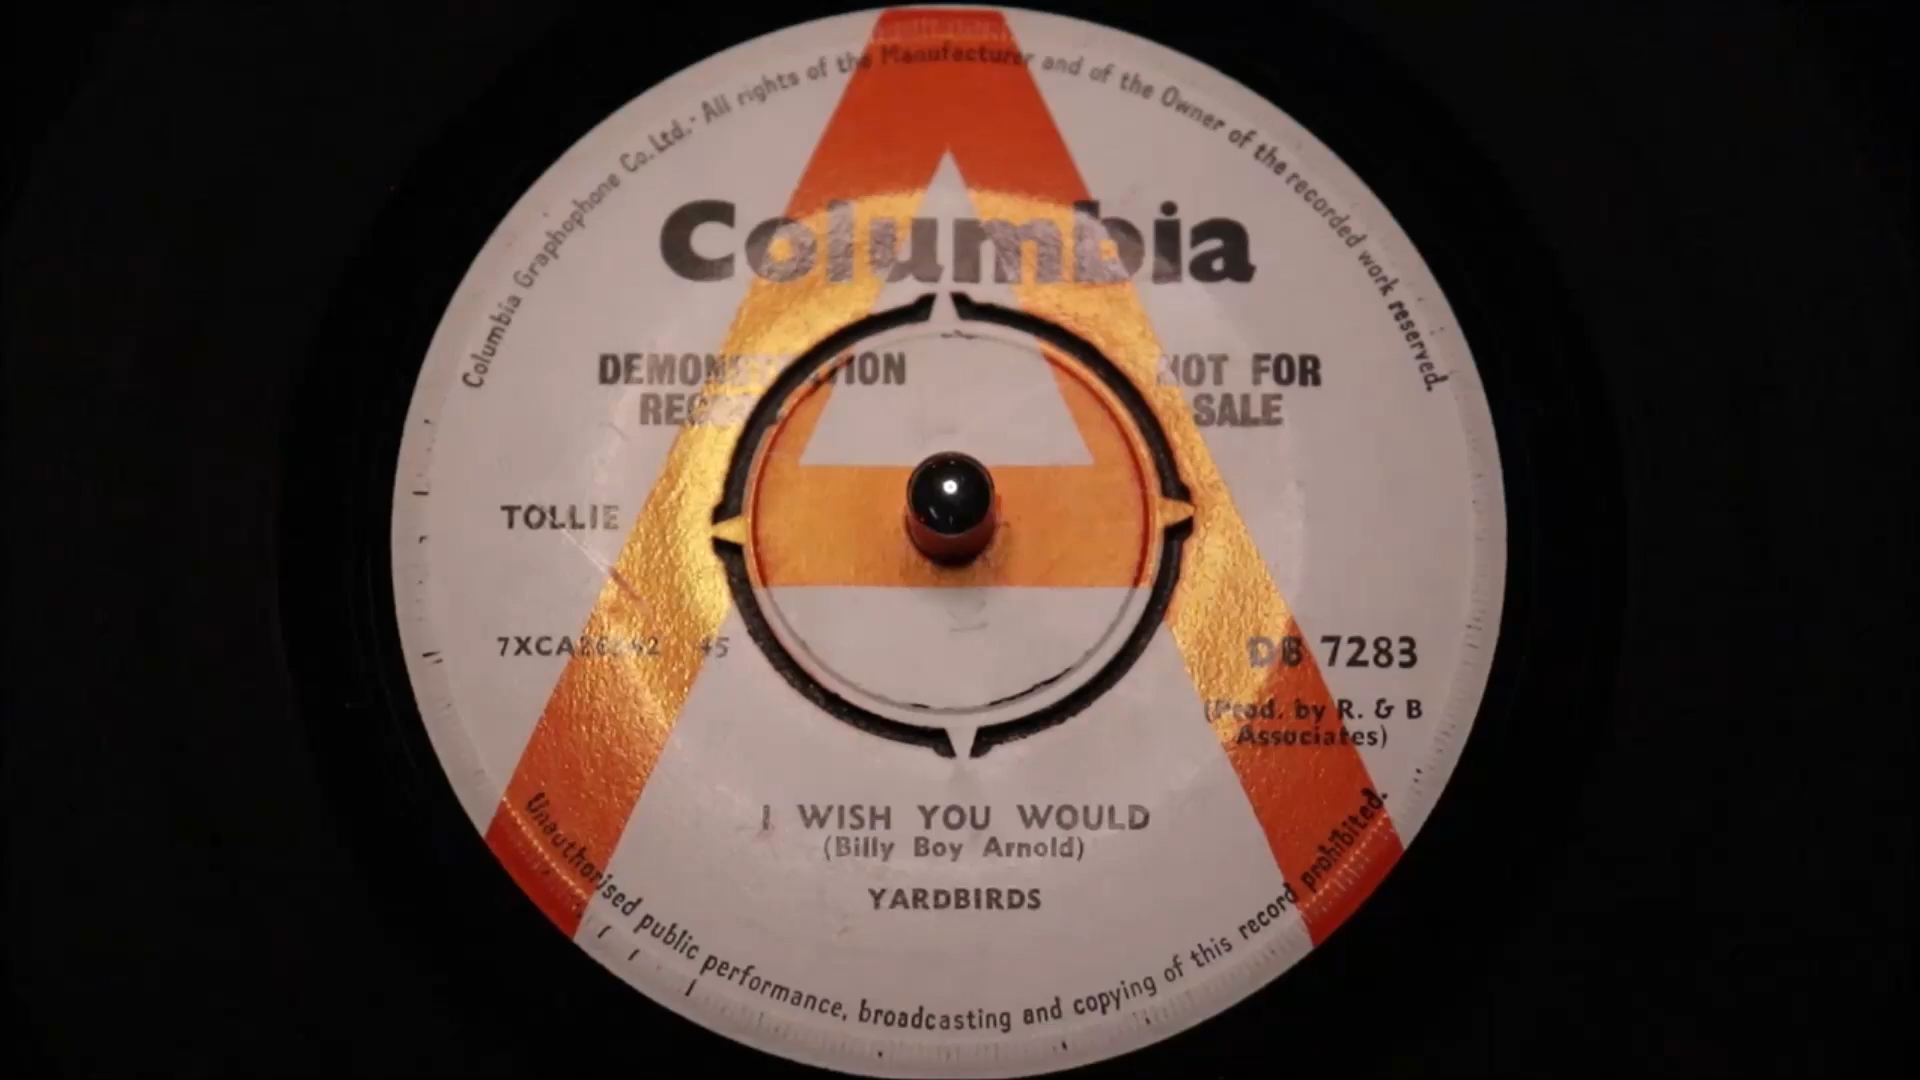 Columbia Graphophone Co. Ltd. · All rights of the Manufacturer and of the Owner of the recorded work reserved.
Columbia
DEMONSTRATION NOT FOR
RECORD SALE
TOLLIE
45 DB 7283
(Prod. by R. & B
Associates)
I WISH YOU WOULD
(Billy Boy Arnold)
YARDBIRDS
Unauthorised public performance, broadcasting and copying of this record prohibited.